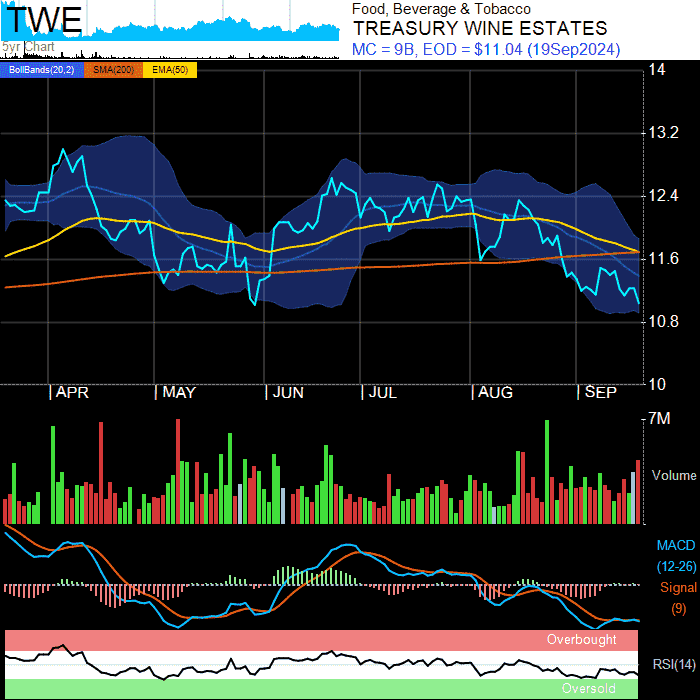 TWE
5yr Chart
Food, Beverage & Tobacco
TREASURY WINE ESTATES
MC = 9B, EOD = $11.04 (19Sep2024)
BollBands(20,2) SMA(200) EMA(50)
14
13.2
12.4
11.6
10.8
10
APR MAY JUN JUL AUG SEP
7M
Volume
MACD
(12-26)
Signal
(9)
Overbought
RSI(14)
Oversold